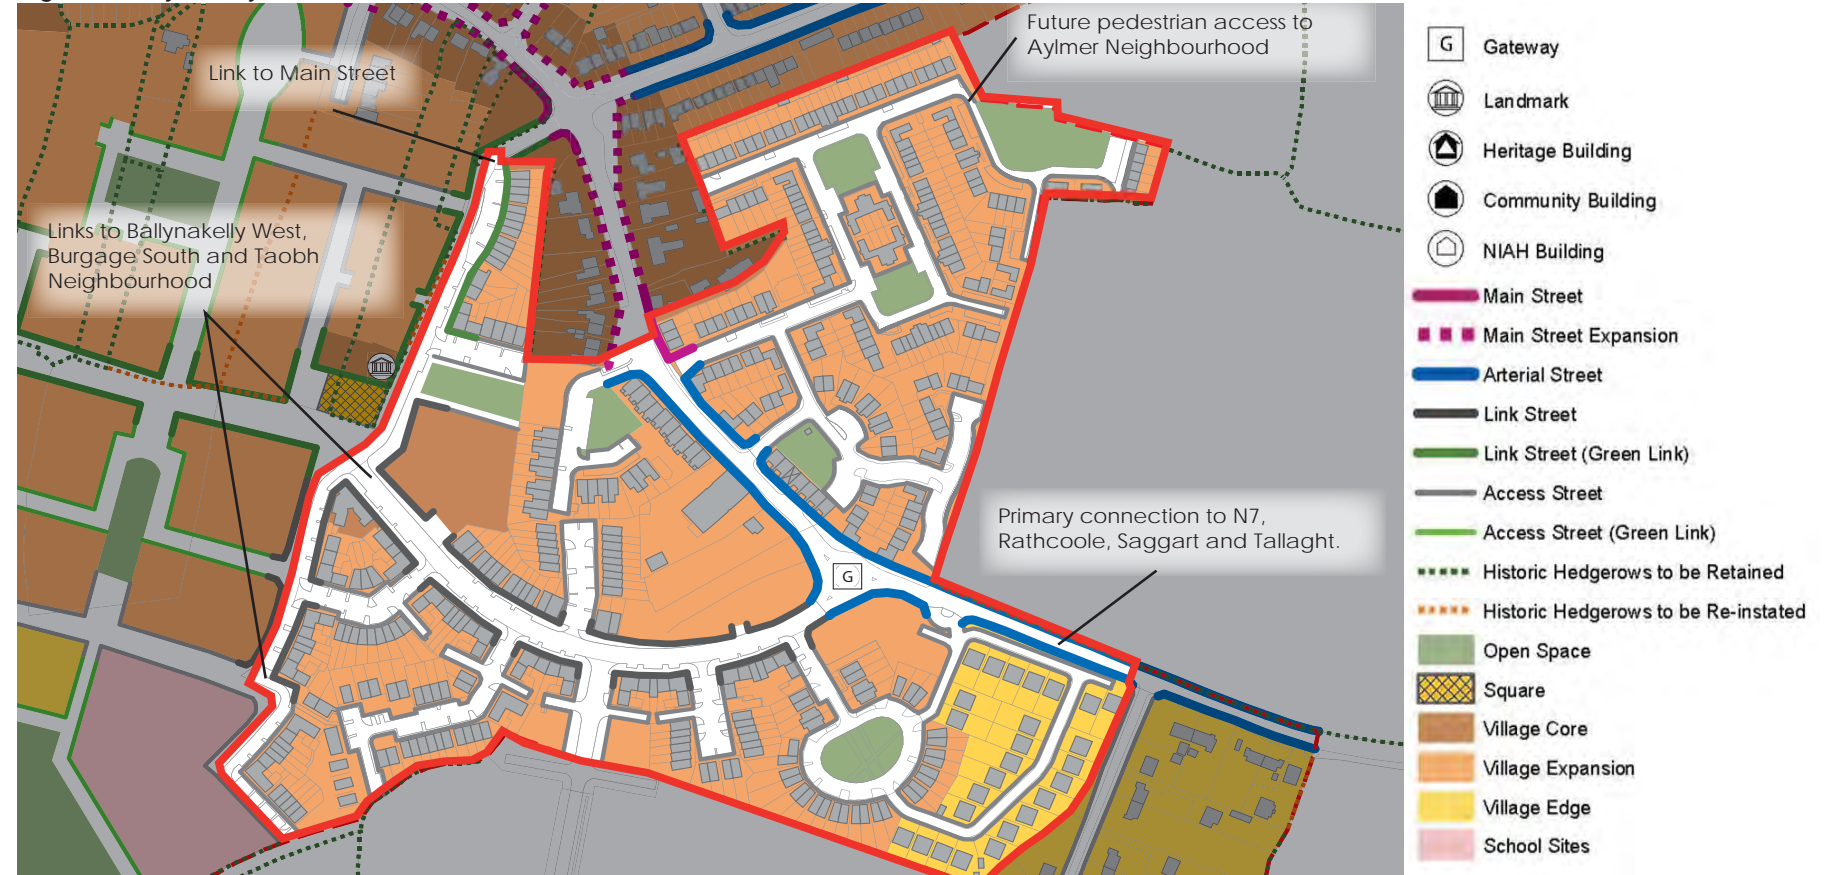 Future pedestrian access to
Aylmer Neighbourhood
Link to Main Street
Links to Ballynakelly West,
Burgage South and Taobh
Neighbourhood
Primary connection to N7,
Rathcoole, Saggart and Tallaght.
G
G Gateway
Landmark
Heritage Building
Community Building
NIAH Building
Main Street
Main Street Expansion
Arterial Street
Link Street
Link Street (Green Link)
Access Street
Access Street (Green Link)
Historic Hedgerows to be Retained
Historic Hedgerows to be Re-instated
Open Space
Square
Village Core
Village Expansion
Village Edge
School Sites